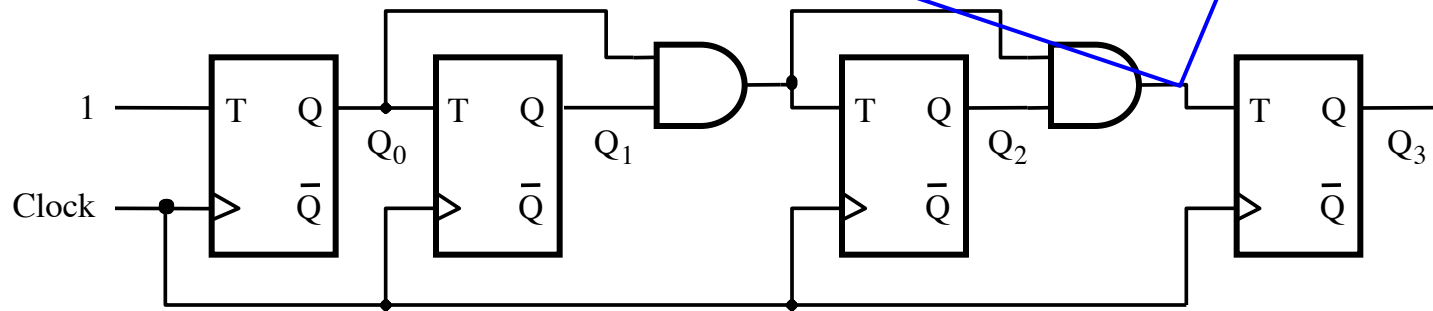 1 T Q T Q T Q T Q
Q0 Q1 Q2 Q3
Clock Q̄ Q̄ Q̄ Q̄